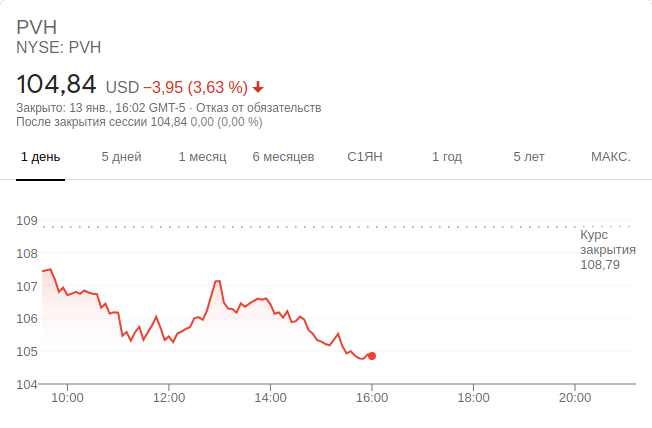 PVH
NYSE: PVH
104,84 USD −3,95 (3,63 %)
Закрыто: 13 янв., 16:02 GMT-5 · Отказ от обязательств
После закрытия сессии 104,84 0,00 (0,00 %)
1 день 5 дней 1 месяц 6 месяцев С1ЯН 1 год 5 лет МАКС.
109
Курс
закрытия
108,79
108
107
106
105
104
10:00 12:00 14:00 16:00 18:00 20:00